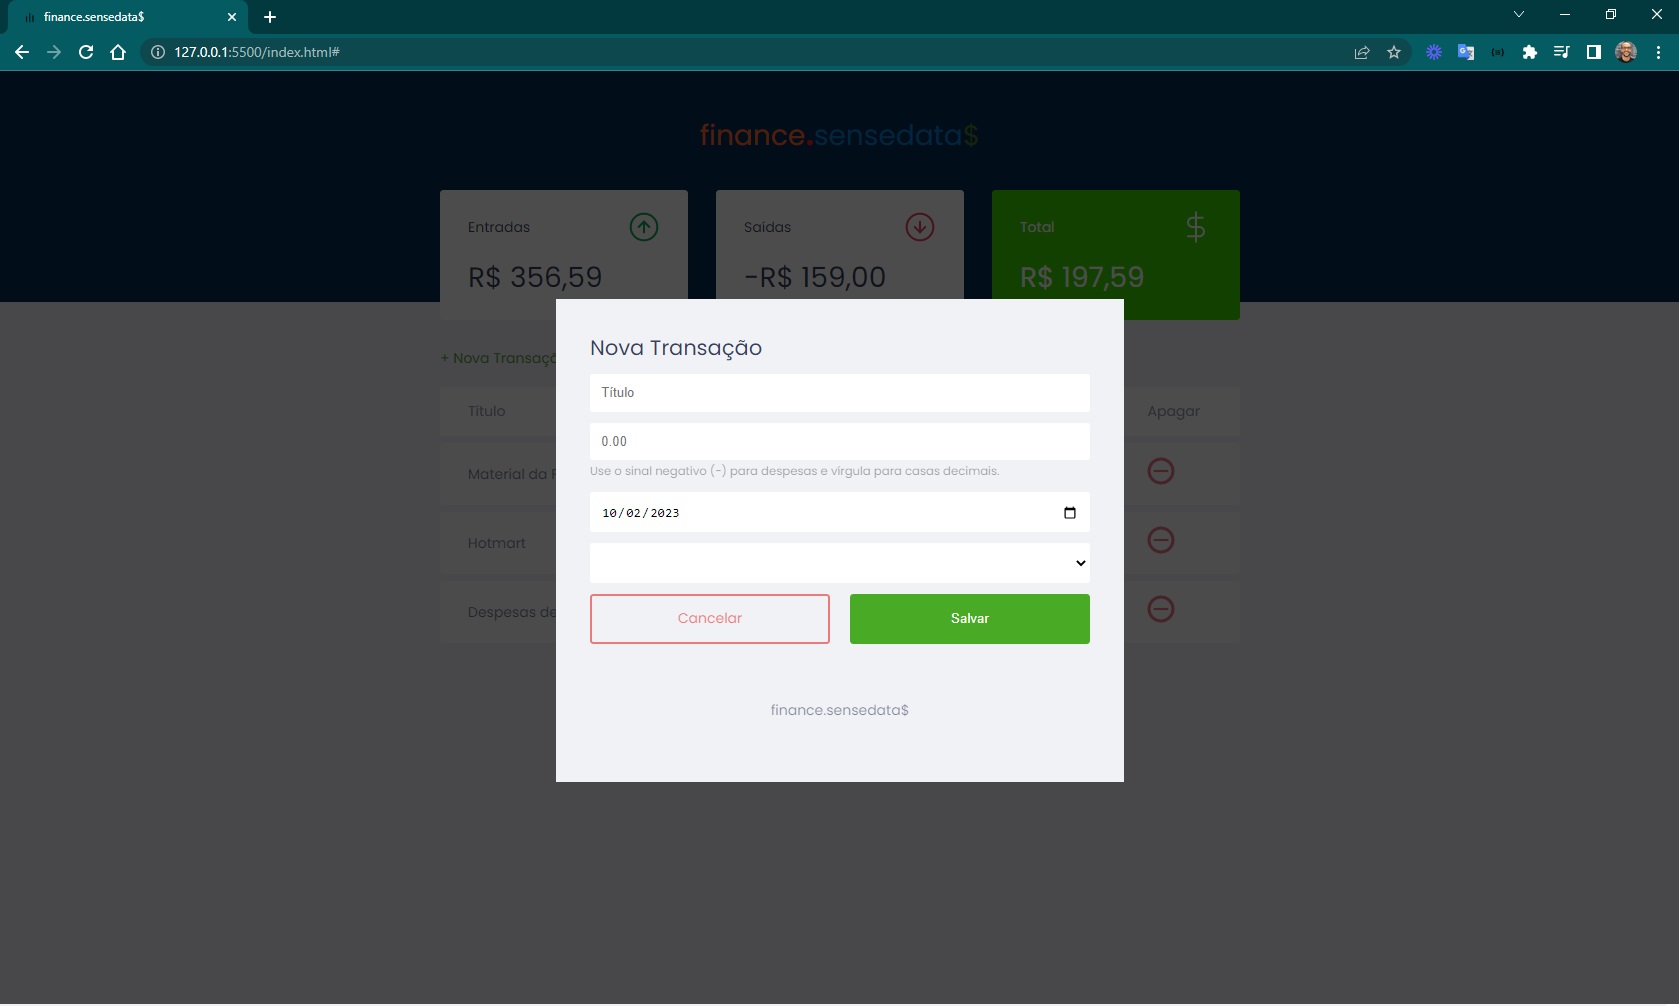 finance.sensedata$
127.0.0.1:5500/index.html#
finance.sensedata$
Entradas
R$ 356,59
Saídas
-R$ 159,00
Total
$
R$ 197,59
+ Nova Transaçã
Título
Apagar
Material da
Hotmart
Despesas de
Nova Transação
Título
0.00
Use o sinal negativo (-) para despesas e vírgula para casas decimais.
10/02/2023
Cancelar
Salvar
finance.sensedata$